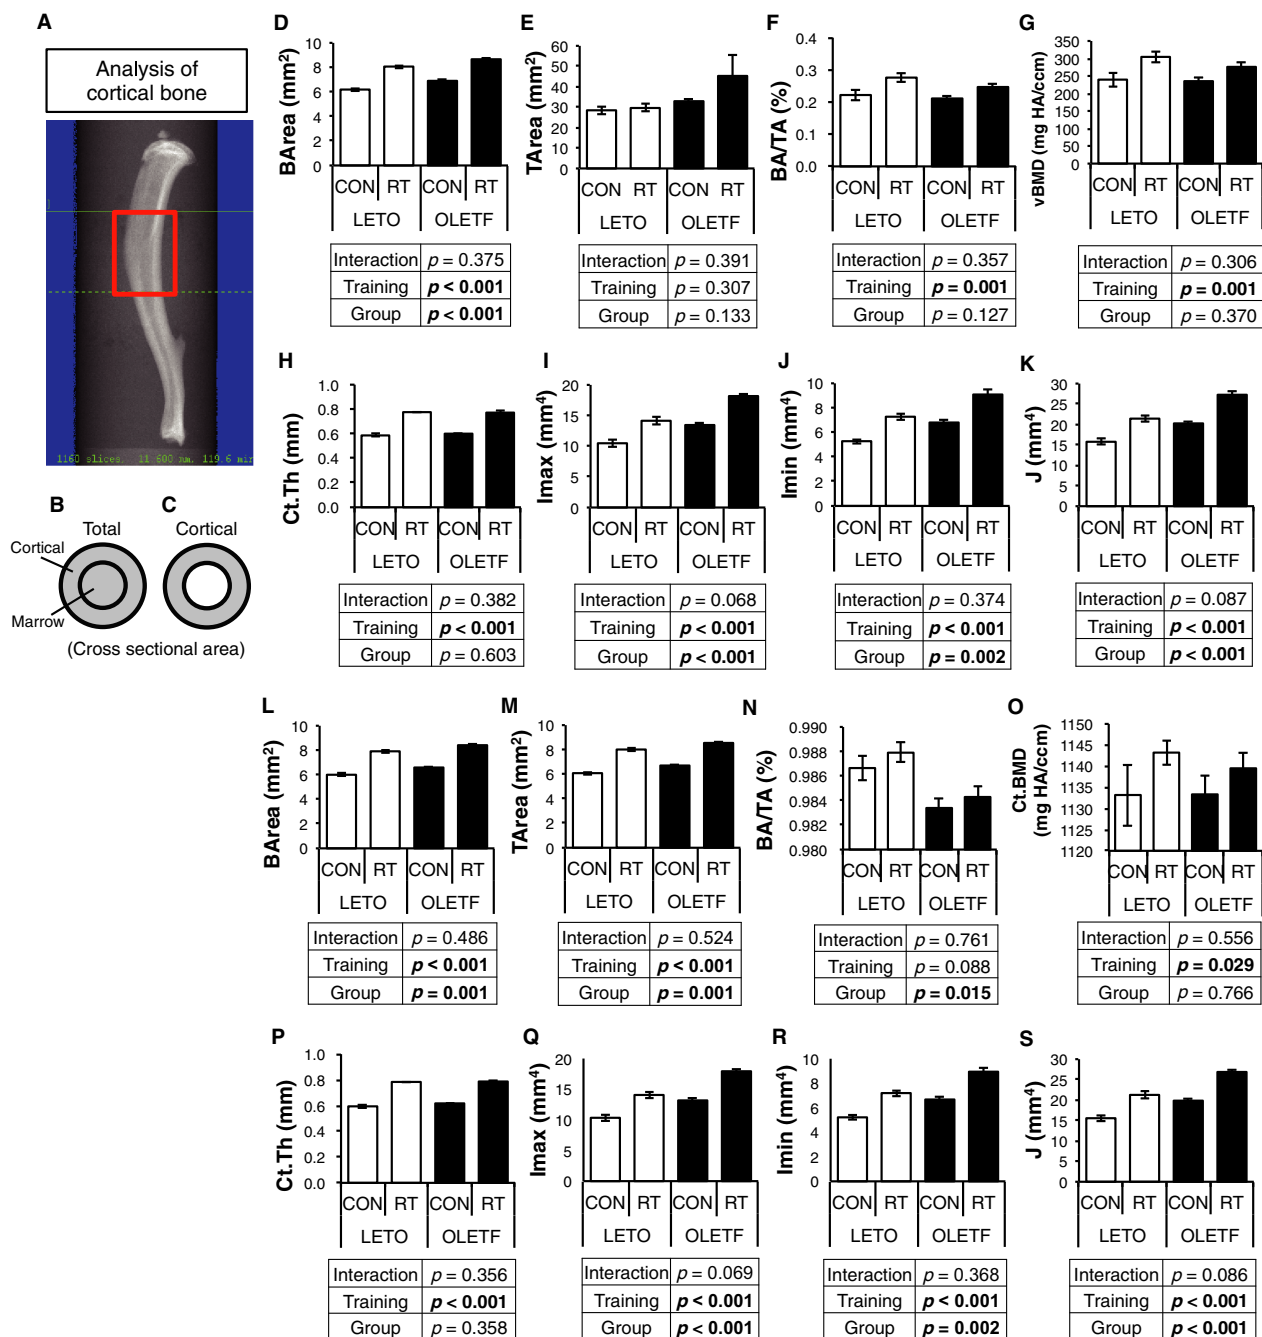 A
Analysis of
cortical bone
1160 slices. 11.600 mm. 119.6 min
B
C
Total
Cortical
Cortical
Marrow
(Cross sectional area)
D
BArea (mm2)
10
8
6
4
2
0
CON RT CON RT
LETO OLETF
Interaction p = 0.375
Training p < 0.001
Group p < 0.001
E
TArea (mm2)
60
50
40
30
20
10
0
CON RT CON RT
LETO OLETF
Interaction p = 0.391
Training p = 0.307
Group p = 0.133
F
BA/TA (%)
0.4
0.3
0.2
0.1
0.0
CON RT CON RT
LETO OLETF
Interaction p = 0.357
Training p = 0.001
Group p = 0.127
G
vBMD (mg HA/ccm)
350
300
250
200
150
100
50
0
CON RT CON RT
LETO OLETF
Interaction p = 0.306
Training p = 0.001
Group p = 0.370
H
Ct.Th (mm)
1.0
0.8
0.6
0.4
0.2
0.0
CON RT CON RT
LETO OLETF
Interaction p = 0.382
Training p < 0.001
Group p = 0.603
I
Imax (mm4)
20
15
10
5
0
CON RT CON RT
LETO OLETF
Interaction p = 0.068
Training p < 0.001
Group p < 0.001
J
Imin (mm4)
10
8
6
4
2
0
CON RT CON RT
LETO OLETF
Interaction p = 0.374
Training p < 0.001
Group p = 0.002
K
J (mm4)
30
25
20
15
10
5
0
CON RT CON RT
LETO OLETF
Interaction p = 0.087
Training p < 0.001
Group p < 0.001
L
BArea (mm2)
10
8
6
4
2
0
CON RT CON RT
LETO OLETF
Interaction p = 0.486
Training p < 0.001
Group p = 0.001
M
TArea (mm2)
10
8
6
4
2
0
CON RT CON RT
LETO OLETF
Interaction p = 0.524
Training p < 0.001
Group p = 0.001
N
BA/TA (%)
0.990
0.988
0.986
0.984
0.982
0.980
CON RT CON RT
LETO OLETF
Interaction p = 0.761
Training p = 0.088
Group p = 0.015
O
Ct.BMD
(mg HA/ccm)
1150
1145
1140
1135
1130
1125
1120
CON RT CON RT
LETO OLETF
Interaction p = 0.556
Training p = 0.029
Group p = 0.766
P
Ct.Th (mm)
1.0
0.8
0.6
0.4
0.2
0.0
CON RT CON RT
LETO OLETF
Interaction p = 0.356
Training p < 0.001
Group p = 0.358
Q
Imax (mm4)
20
15
10
5
0
CON RT CON RT
LETO OLETF
Interaction p = 0.069
Training p < 0.001
Group p < 0.001
R
Imin (mm4)
10
8
6
4
2
0
CON RT CON RT
LETO OLETF
Interaction p = 0.368
Training p < 0.001
Group p = 0.002
S
J (mm4)
30
25
20
15
10
5
0
CON RT CON RT
LETO OLETF
Interaction p = 0.086
Training p < 0.001
Group p < 0.001